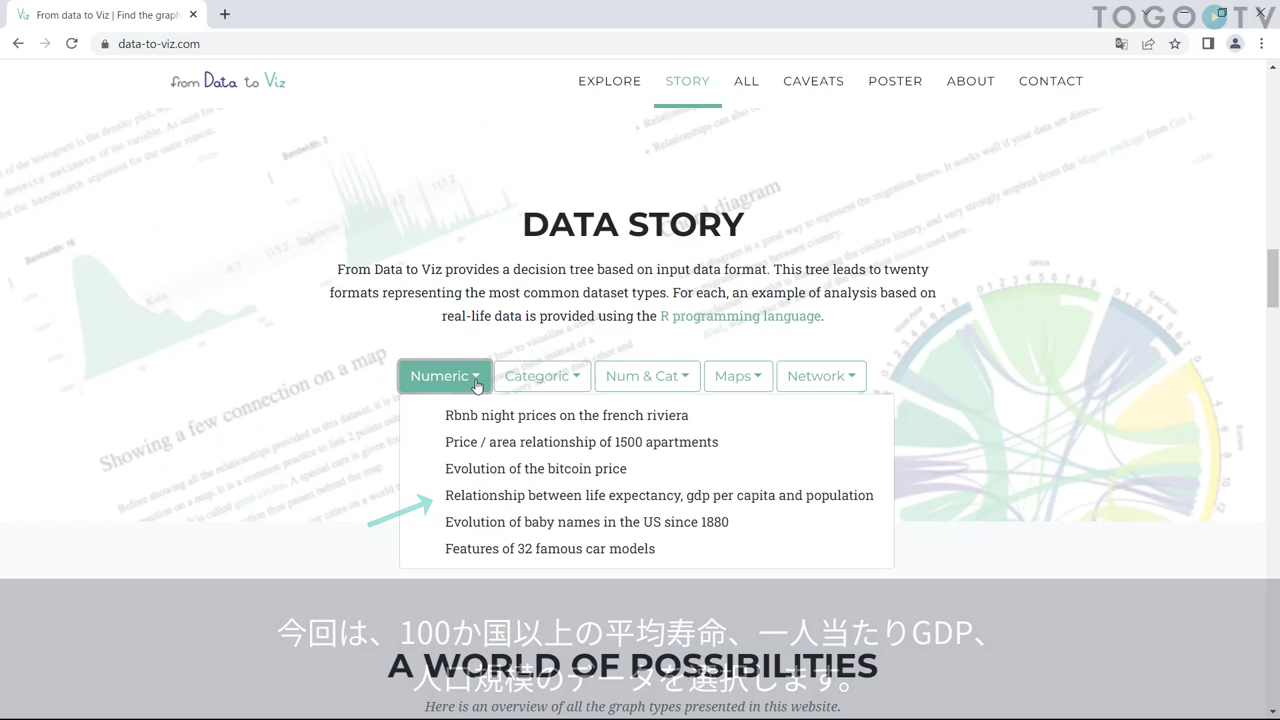 From data to Viz | Find the graph
TOGO TV
data-to-viz.com
from Data to Viz
EXPLORE STORY ALL CAVEATS POSTER ABOUT CONTACT
DATA STORY
From Data to Viz provides a decision tree based on input data format. This tree leads to twenty
formats representing the most common dataset types. For each, an example of analysis based on
real-life data is provided using the R programming language.
Numeric Categoric Num & Cat Maps Network
Rbnb night prices on the french riviera
Price / area relationship of 1500 apartments
Evolution of the bitcoin price
Relationship between life expectancy, gdp per capita and population
Evolution of baby names in the US since 1880
Features of 32 famous car models
Showing a few connection on a map
Chord diagram
今回は、100か国以上の平均寿命、一人当たりGDP、
人口規模のデータを選択します。
A WORLD OF POSSIBILITIES
Here is an overview of all the graph types presented in this website.